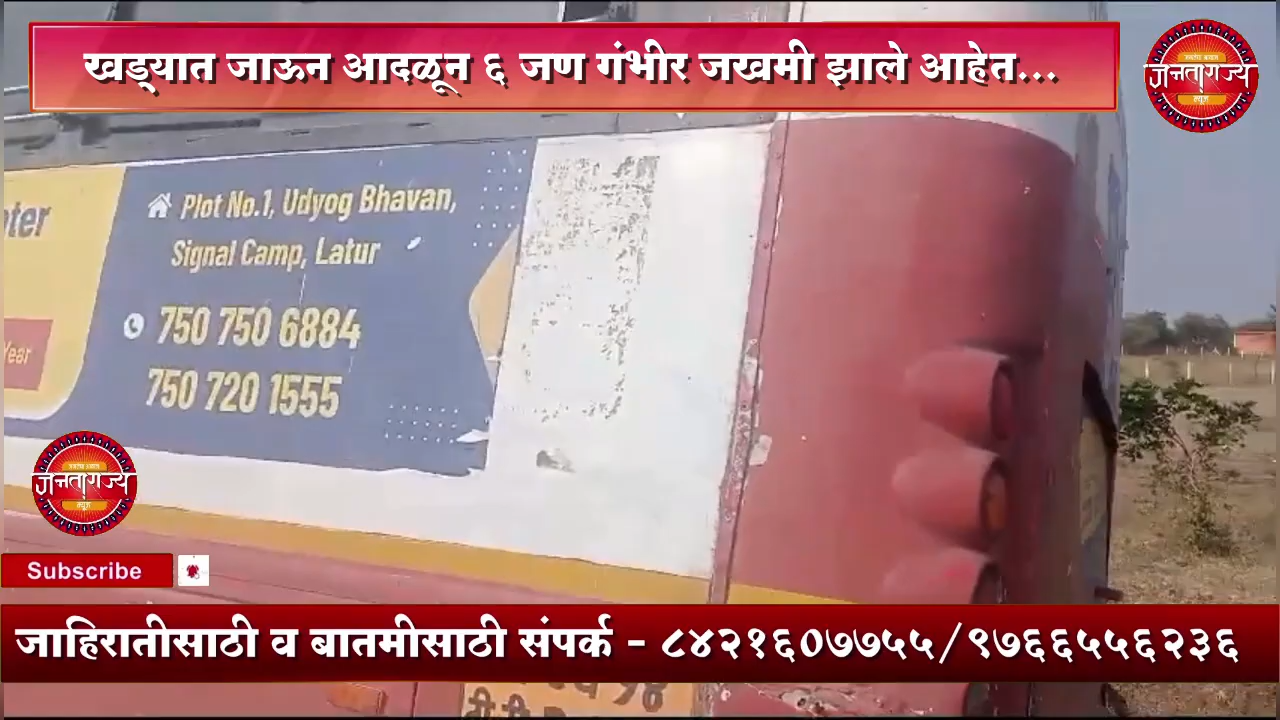 खड्यात जाऊन आदळून ६ जण गंभीर जखमी झाले आहेत...
जनताराज्य
न्यूज
Plot No.1, Udyog Bhavan,
Signal Camp, Latur
750 750 6884
750 720 1555
Year
जनताराज्य
न्यूज
Subscribe
जाहिरातीसाठी व बातमीसाठी संपर्क - ८४२१६०७७५५/९७६६५५६२३६